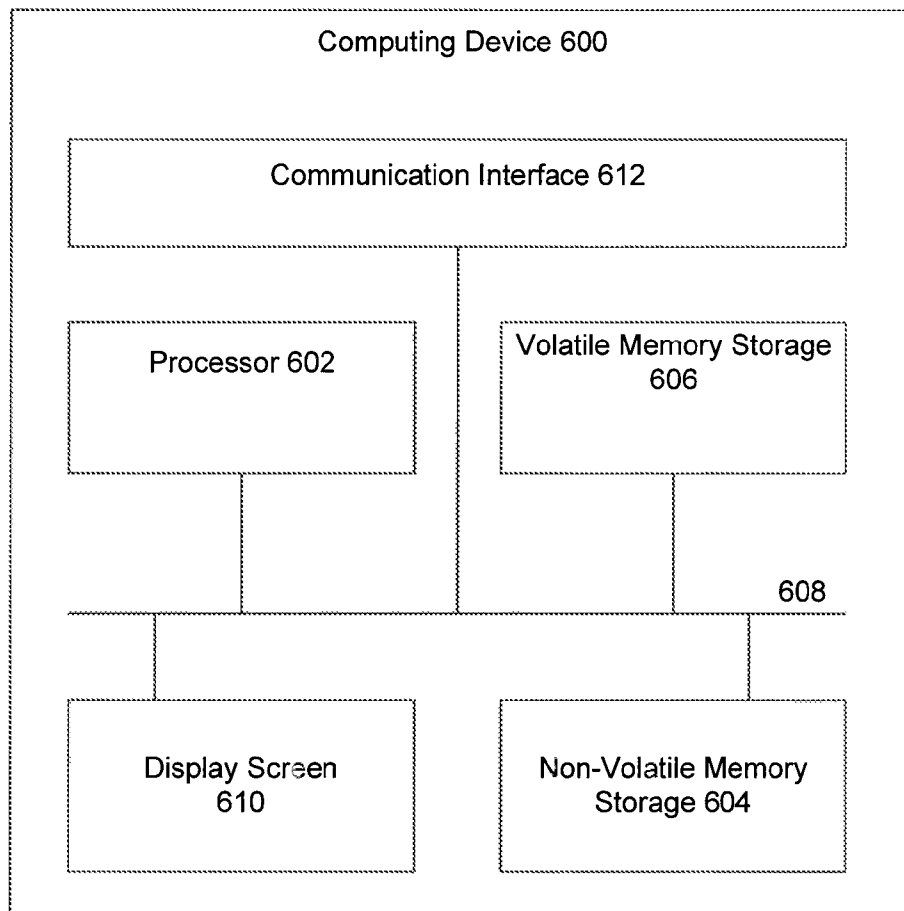 Computing Device 600
Communication Interface 612
Processor 602
Volatile Memory Storage
606
608
Display Screen
610
Non-Volatile Memory
Storage 604